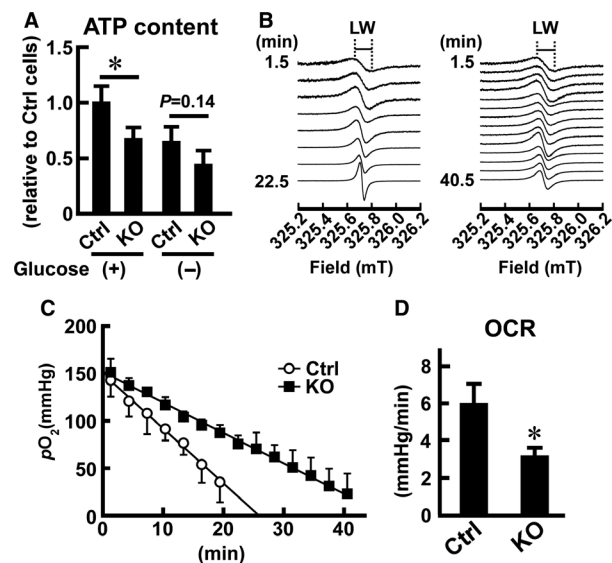 A
ATP content
(relative to Ctrl cells)
1.5
1.0
0.5
0
*
P=0.14
Ctrl
KO
Ctrl
KO
Glucose (+) (−)
B
(min)
LW
LW
1.5
1.5
22.5
40.5
325.2 325.4 325.6 325.8 326.0 326.2
325.2 325.4 325.6 325.8 326.0 326.2
Field (mT)
Field (mT)
C
pO2(mmHg)
200
150
100
50
0
Ctrl
KO
0 10 20 30 40
(min)
D
OCR
(mmHg/min)
8
6
4
2
0
*
Ctrl
KO